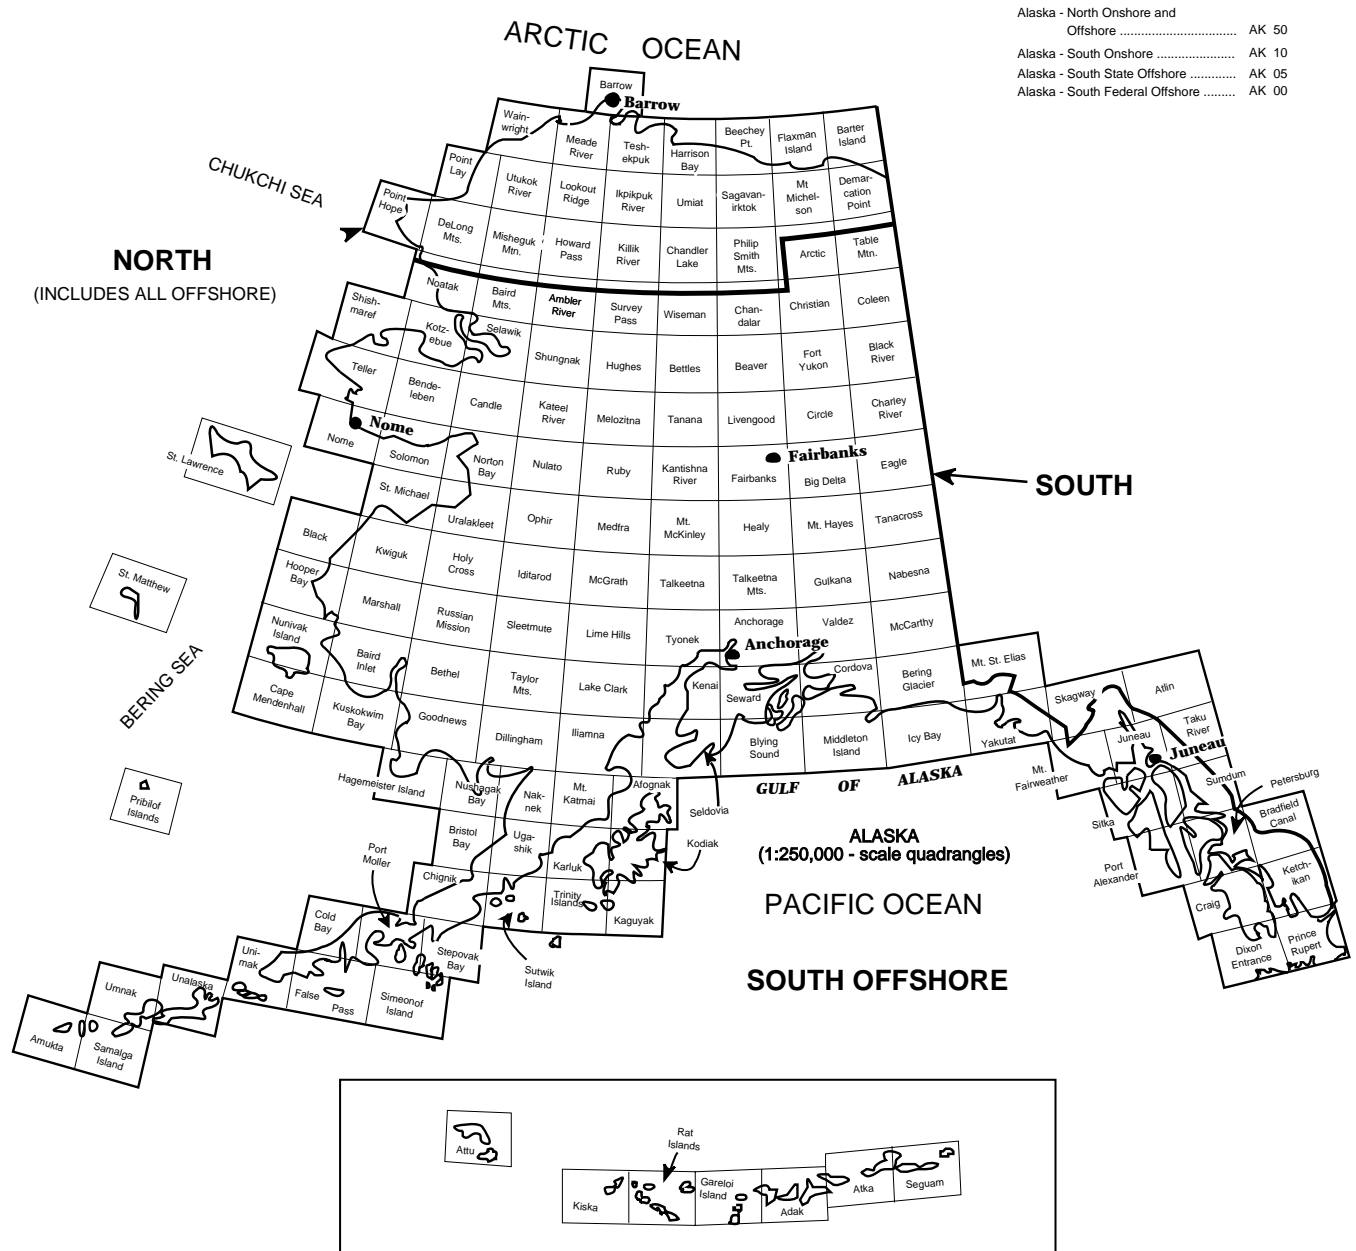 Alaska - North Onshore and
Offshore ................................. AK 50
Alaska - South Onshore ...................... AK 10
Alaska - South State Offshore ............. AK 05
Alaska - South Federal Offshore ......... AK 00
ARCTIC OCEAN
CHUKCHI SEA
NORTH
(INCLUDES ALL OFFSHORE)
Barrow
Barrow
Wain-
wright
Meade
River
Tesh-
ekpuk
Harrison
Bay
Beechey
Pt.
Flaxman
Island
Barter
Island
Point
Lay
Utukok
River
Lookout
Ridge
Ikpikpuk
River
Umiat
Sagavan-
irktok
Mt
Michel-
son
Demar-
cation
Point
Point
Hope
DeLong
Mts.
Misheguk
Mtn.
Howard
Pass
Killik
River
Chandler
Lake
Philip
Smith
Mts.
Arctic
Table
Mtn.
Noatak
Baird
Mts.
Ambler
River
Survey
Pass
Wiseman
Chan-
dalar
Christian
Coleen
Shish-
maref
Kotz-
ebue
Selawik
Shungnak
Hughes
Bettles
Beaver
Fort
Yukon
Black
River
Teller
Bende-
leben
Candle
Kateel
River
Melozitna
Tanana
Livengood
Circle
Charley
River
Nome
Nome
Solomon
Norton
Bay
Nulato
Ruby
Kantishna
River
Fairbanks
Fairbanks
Big Delta
Eagle
SOUTH
St. Lawrence
St. Michael
Uralakleet
Ophir
Medfra
Mt.
McKinley
Healy
Mt. Hayes
Tanacross
Black
Kwiguk
Holy
Cross
Iditarod
McGrath
Talkeetna
Talkeetna
Mts.
Gulkana
Nabesna
St. Matthew
Hooper
Bay
Marshall
Russian
Mission
Sleetmute
Lime Hills
Tyonek
Anchorage
Anchorage
Valdez
McCarthy
BERING SEA
Nunivak
Island
Baird
Inlet
Bethel
Taylor
Mts.
Lake Clark
Kenai
Seward
Cordova
Bering
Glacier
Mt. St. Elias
Cape
Mendenhall
Kuskokwim
Bay
Goodnews
Dillingham
Iliamna
Seldovia
Blying
Sound
Middleton
Island
Icy Bay
Yakutat
Skagway
Atlin
Mt.
Fairweather
Juneau
Juneau
Taku
River
Pribilof
Islands
Hagemeister Island
Nushagak
Bay
Nak-
nek
Mt.
Katmai
Afognak
GULF OF ALASKA
Sitka
Sumdum
Petersburg
Bradfield
Canal
Bristol
Bay
Uga-
shik
Karluk
Kodiak
ALASKA
(1:250,000 - scale quadrangles)
Port
Alexander
Craig
Ketch-
ikan
Dixon
Entrance
Prince
Rupert
Port
Moller
Chignik
Sutwik
Island
Trinity
Islands
Kaguyak
PACIFIC OCEAN
SOUTH OFFSHORE
Cold
Bay
Stepovak
Bay
Uni-
mak
False
Pass
Simeonof
Island
Umnak
Unalaska
Amukta
Samalga
Island
Attu
Rat
Islands
Kiska
Gareloi
Island
Adak
Atka
Seguam